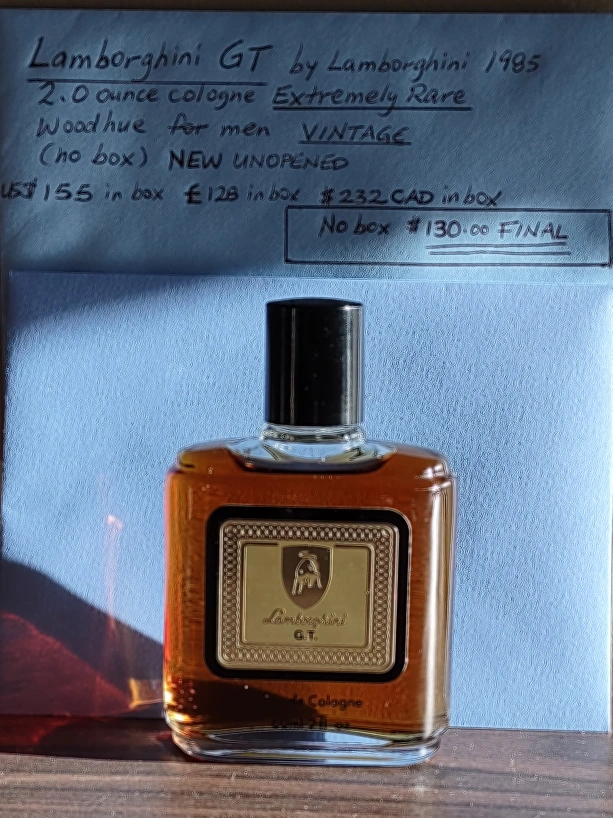 Lamborghini GT by Lamborghini 1985
2.0 ounce cologne Extremely Rare
Woodhue for men VINTAGE
(no box) NEW UNOPENED
US$155 in box £128 in box $232 CAD in box
No box $130.00 FINAL
Lamborghini
G.T.
de Cologne
2 fl oz